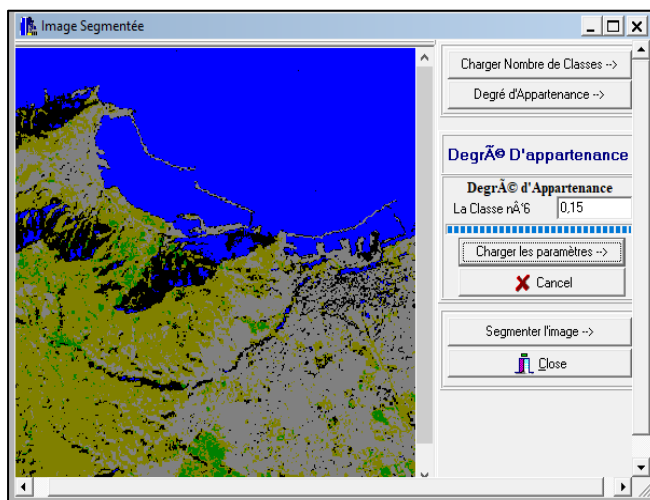 Image Segmentée
Charger Nombre de Classes -->
Degré d'Appartenance -->
DegrÃ© D'appartenance
DegrÃ© d'Appartenance
La Classe nÂ°6 0,15
Charger les paramètres -->
Cancel
Segmenter l'image -->
Close